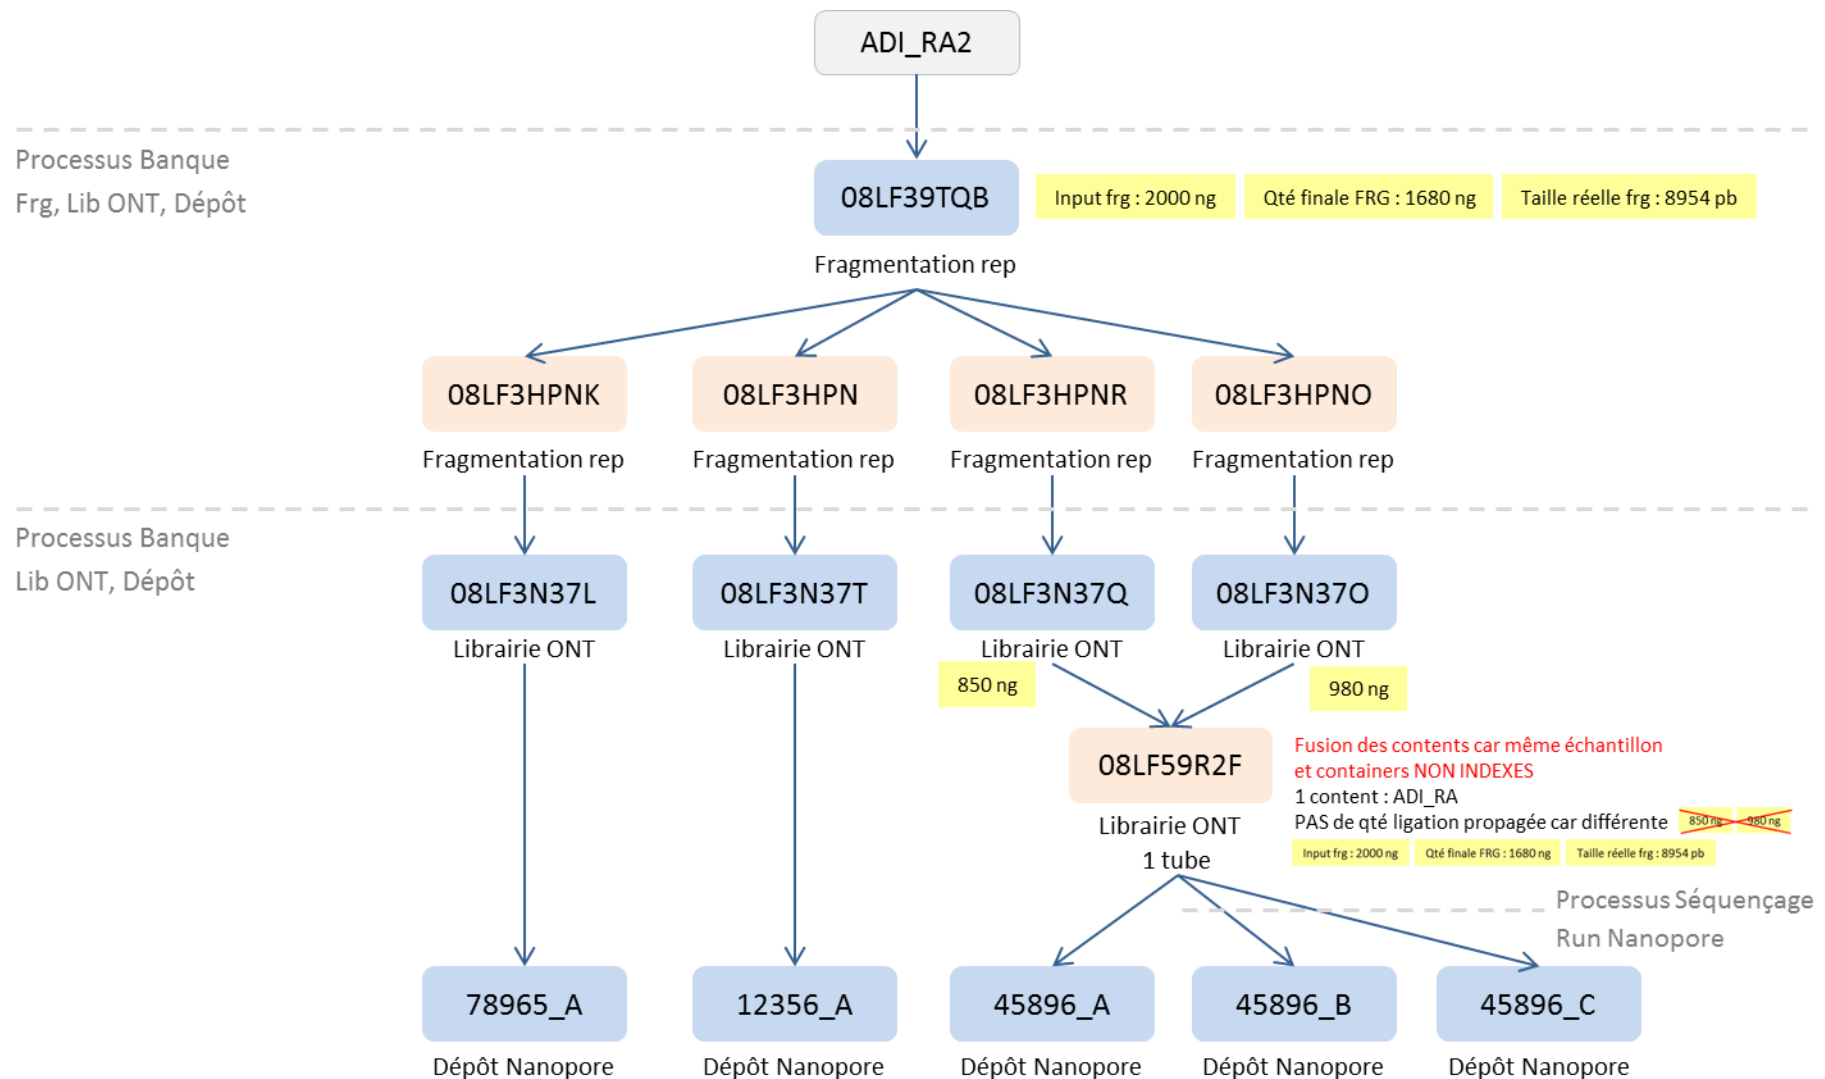 ADI_RA2
Processus Banque
Frg, Lib ONT, Dépôt
08LF39TQB
Input frg : 2000 ng
Qté finale FRG : 1680 ng
Taille réelle frg : 8954 pb
Fragmentation rep
08LF3HPNK
08LF3HPN
08LF3HPNR
08LF3HPNO
Fragmentation rep
Fragmentation rep
Fragmentation rep
Fragmentation rep
Processus Banque
Lib ONT, Dépôt
08LF3N37L
08LF3N37T
08LF3N37Q
08LF3N37O
Librairie ONT
Librairie ONT
Librairie ONT
Librairie ONT
850 ng
980 ng
08LF59R2F
Fusion des contents car même échantillon
et containers NON INDEXES
1 content : ADI_RA
PAS de qté ligation propagée car différente
850 ng
980 ng
Input frg : 2000 ng
Qté finale FRG : 1680 ng
Taille réelle frg : 8954 pb
Librairie ONT
1 tube
Processus Séquençage
Run Nanopore
78965_A
12356_A
45896_A
45896_B
45896_C
Dépôt Nanopore
Dépôt Nanopore
Dépôt Nanopore
Dépôt Nanopore
Dépôt Nanopore